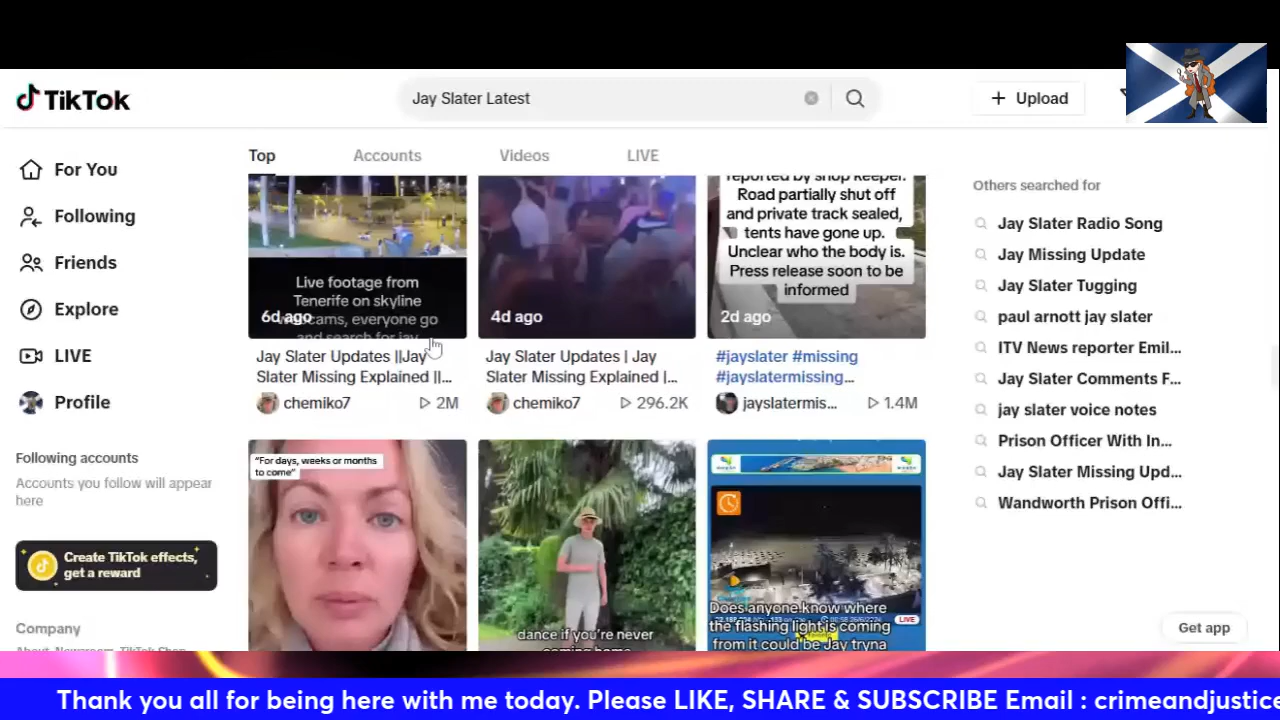 TikTok
Jay Slater Latest
Upload
For You
Following
Friends
Explore
LIVE
Profile
Following accounts
Accounts you follow will appear
here
Create TikTok effects,
get a reward
Company
Top
Accounts
Videos
LIVE
Live footage from
Tenerife on skyline
webcams, everyone go
and search for jay
6d ago
Jay Slater Updates ||Jay
Slater Missing Explained ||...
chemiko7
2M
4d ago
Jay Slater Updates | Jay
Slater Missing Explained |...
chemiko7
296.2K
reported by shop keeper.
Road partially shut off
and private track sealed,
tents have gone up.
Unclear who the body is.
Press release soon to be
informed
2d ago
#jayslater #missing
#jayslatermissing...
jayslatermis...
1.4M
"For days, weeks or months
to come"
dance if you're never
coming home
Does anyone know where
the flashing light is coming
from it could be Jay tryna
LIVE
Others searched for
Jay Slater Radio Song
Jay Missing Update
Jay Slater Tugging
paul arnott jay slater
ITV News reporter Emil...
Jay Slater Comments F...
jay slater voice notes
Prison Officer With In...
Jay Slater Missing Upd...
Wandworth Prison Offi...
Get app
Thank you all for being here with me today. Please LIKE, SHARE & SUBSCRIBE Email : crimeandjustice